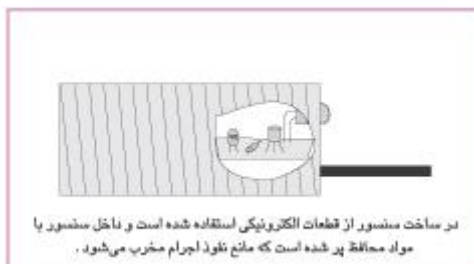 در ساخت سنسور از قطعات الکترونیکی استفاده شده است و داخل سنسور با
مواد محافظ پر شده است که مانع نفوذ اجرام مخرب می‌شود .